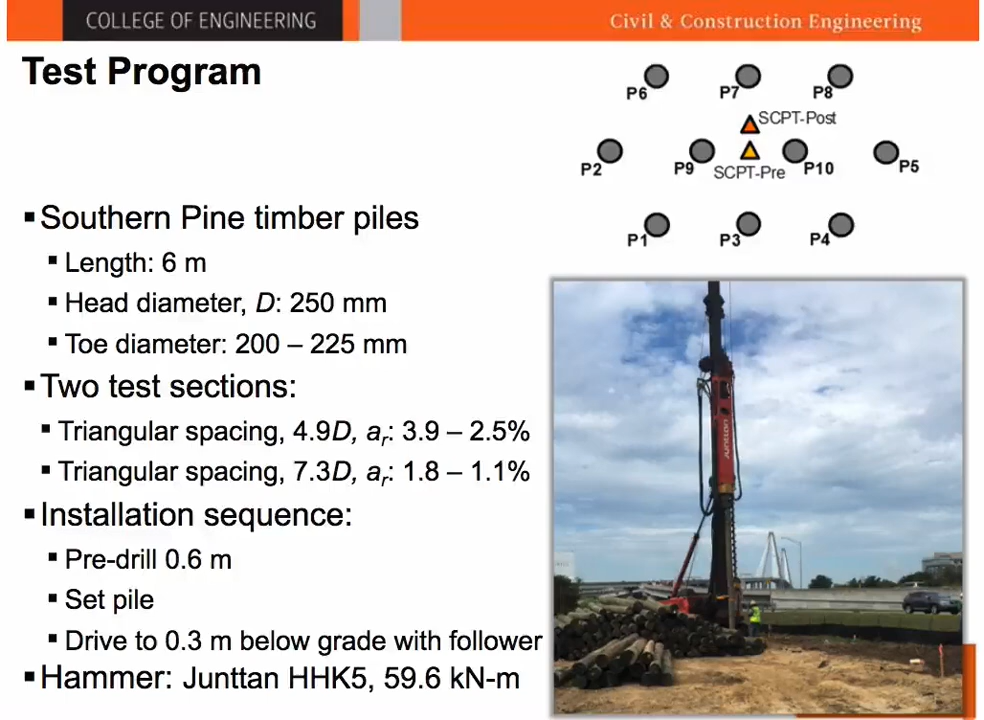 COLLEGE OF ENGINEERING
Civil & Construction Engineering
Test Program
P6 P7 P8
SCPT-Post
P2 P9 SCPT-Pre P10 P5
P1 P3 P4
▪Southern Pine timber piles
▪Length: 6 m
▪Head diameter, D: 250 mm
▪Toe diameter: 200 – 225 mm
▪Two test sections:
▪Triangular spacing, 4.9D, ar: 3.9 – 2.5%
▪Triangular spacing, 7.3D, ar: 1.8 – 1.1%
▪Installation sequence:
▪Pre-drill 0.6 m
▪Set pile
▪Drive to 0.3 m below grade with follower
▪Hammer: Junttan HHK5, 59.6 kN-m
JUNTTAN